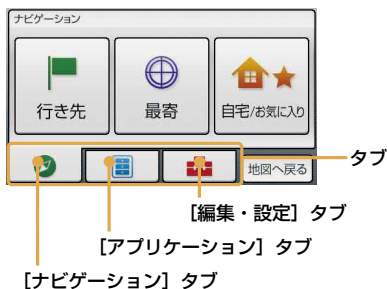 ナビゲーション
行き先 最寄 自宅/お気に入り
地図へ戻る
タブ
［編集・設定］タブ
［アプリケーション］タブ
［ナビゲーション］タブ